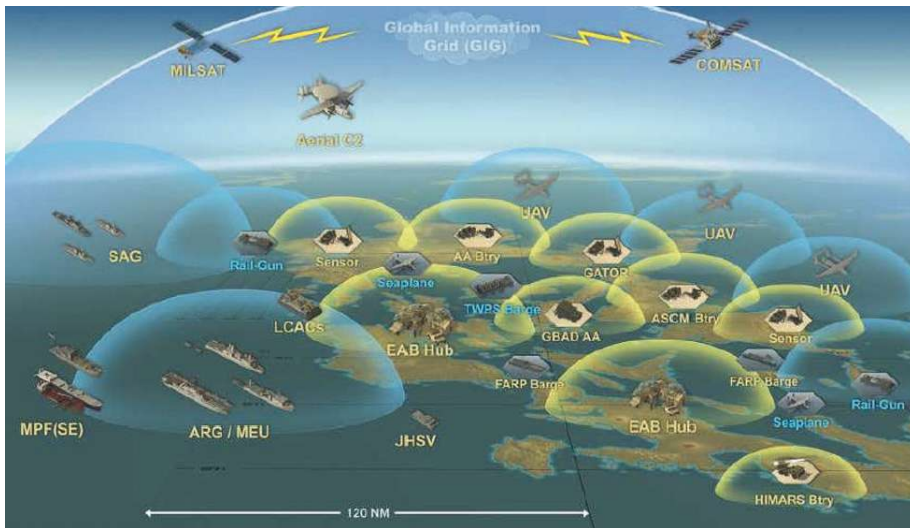 Global Information
Grid (GIG)
MILSAT
COMSAT
Aerial C2
UAV
UAV
SAG
Rail-Gun
Sensor
AA Btry
GATOR
Seaplane
UAV
TWPS Barge
LCACs
EAB Hub
GBAD AA
ASCM Btry
Sensor
FARP Barge
FARP Barge
Rail-Gun
MPF(SE)
ARG / MEU
JHSV
EAB Hub
Seaplane
HIMARS Btry
120 NM